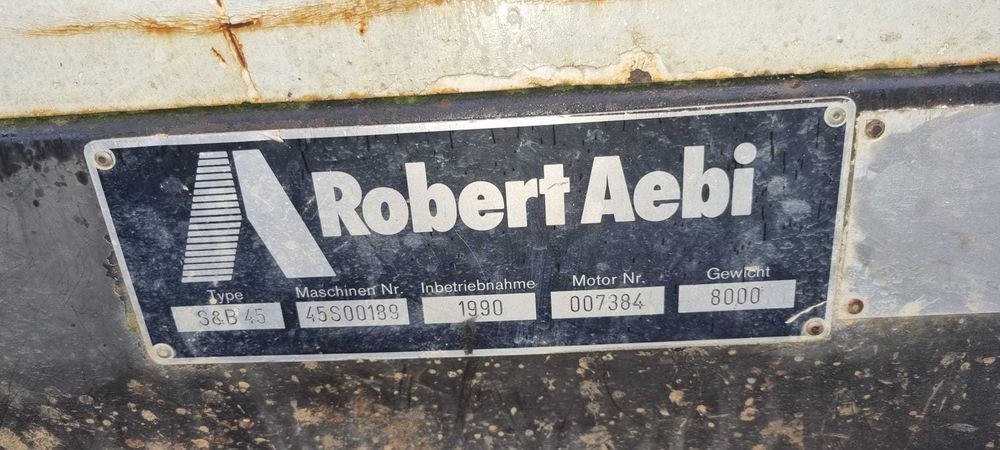 Robert Aebi
Type Maschinen Nr. Inbetriebnahme Motor Nr. Gewicht
S&B 45 45S00189 1990 007384 8000